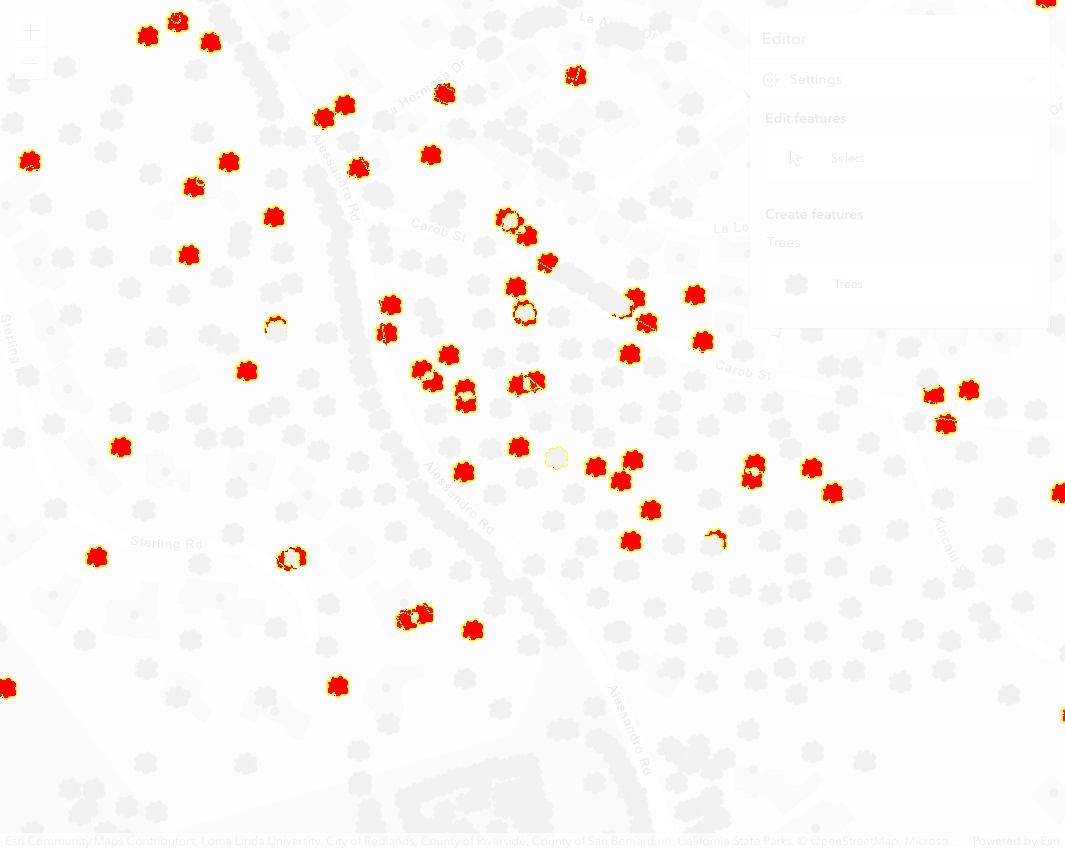 La
Dr
Editor
Settings
Edit features
Select
Create features
Trees
Trees
Hermosa Dr
Dr
Alessandro Rd
Carob St
La Lo
Sterling
Carob St
Alessandro Rd
Sterling Rd
Kincaid
Alessandro Rd
Esri Community Maps Contributors, Loma Linda University, City of Redlands, County of Riverside, County of San Bernardino, California State Parks, © OpenStreetMap, Microso...
Powered by Esri